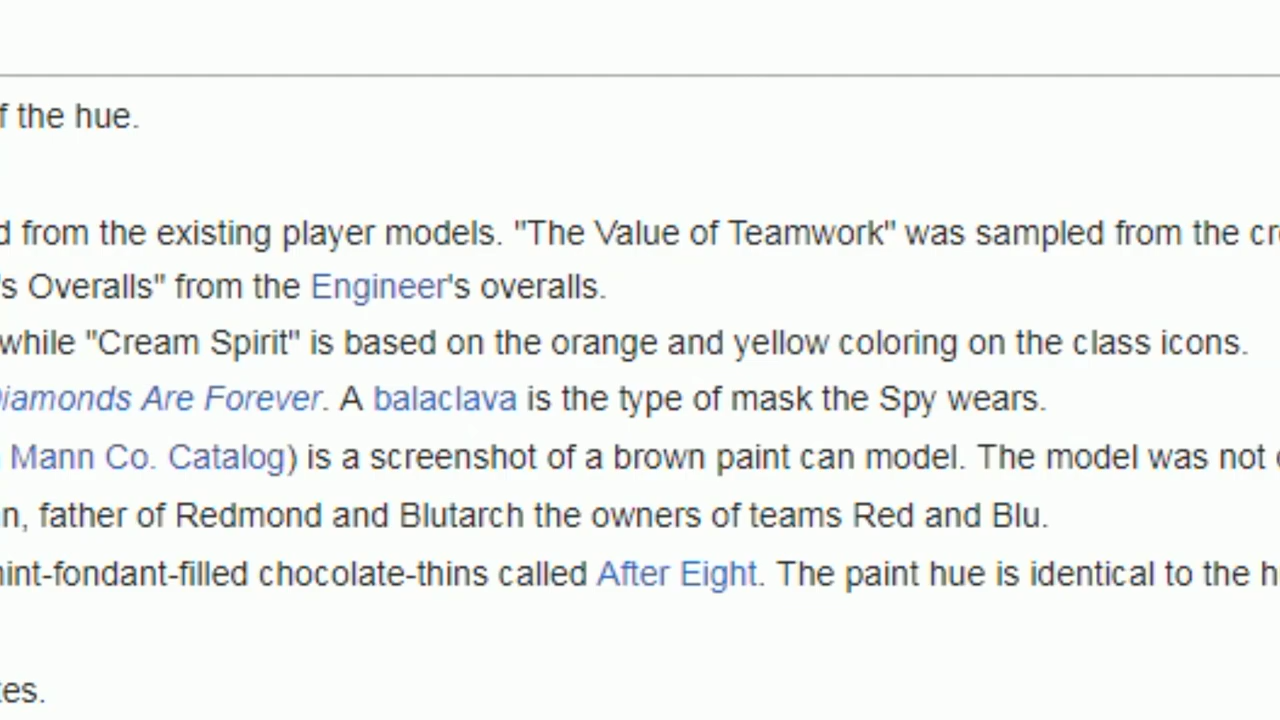 f the hue.
d from the existing player models. "The Value of Teamwork" was sampled from the cr
's Overalls" from the Engineer's overalls.
while "Cream Spirit" is based on the orange and yellow coloring on the class icons.
iamonds Are Forever. A balaclava is the type of mask the Spy wears.
Mann Co. Catalog) is a screenshot of a brown paint can model. The model was not
n, father of Redmond and Blutarch the owners of teams Red and Blu.
int-fondant-filled chocolate-thins called After Eight. The paint hue is identical to the h
tes.